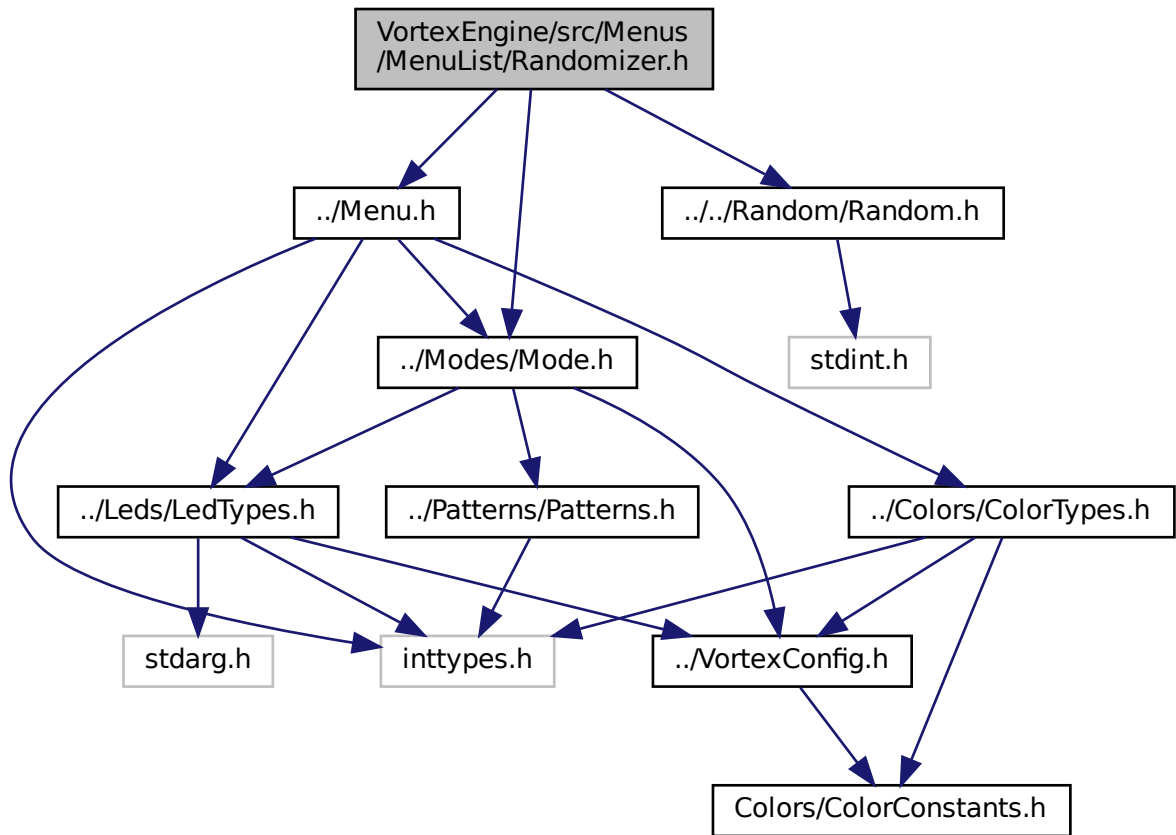 VortexEngine/src/Menus
/MenuList/Randomizer.h
../Menu.h
../../Random/Random.h
../Modes/Mode.h
stdint.h
../Leds/LedTypes.h
../Patterns/Patterns.h
../Colors/ColorTypes.h
stdarg.h
inttypes.h
../VortexConfig.h
Colors/ColorConstants.h